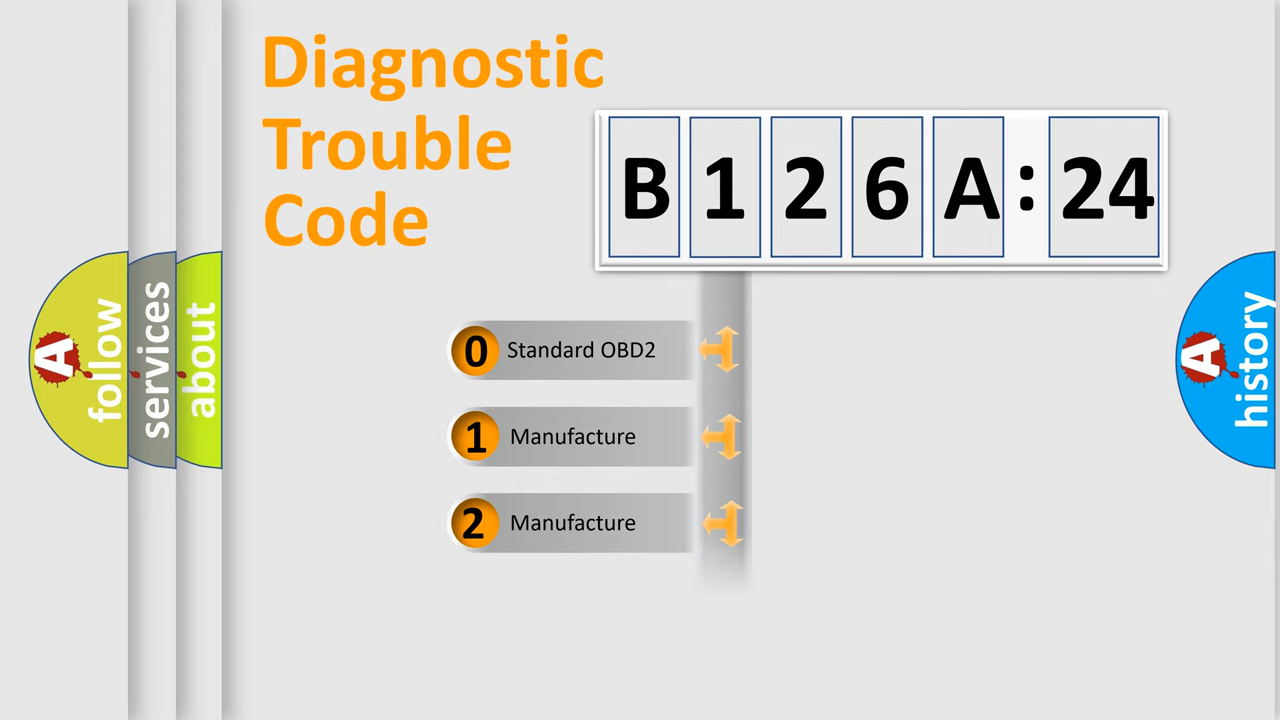 Diagnostic
Trouble
Code
B 1 2 6 A : 24
0 Standard OBD2
1 Manufacture
2 Manufacture
A follow
services
about
A history